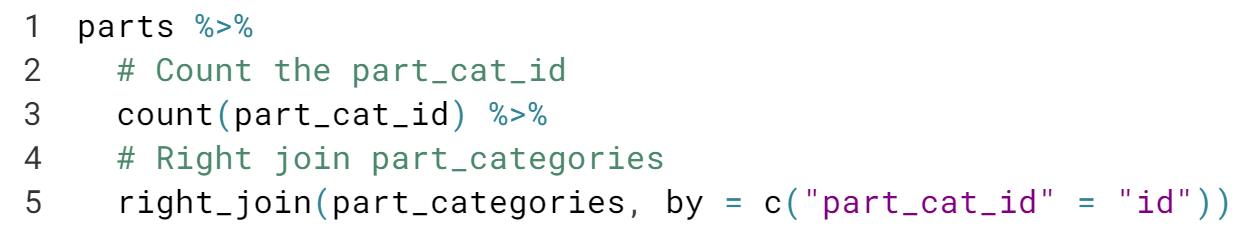 1 parts %>%
2   # Count the part_cat_id
3   count(part_cat_id) %>%
4   # Right join part_categories
5   right_join(part_categories, by = c("part_cat_id" = "id"))